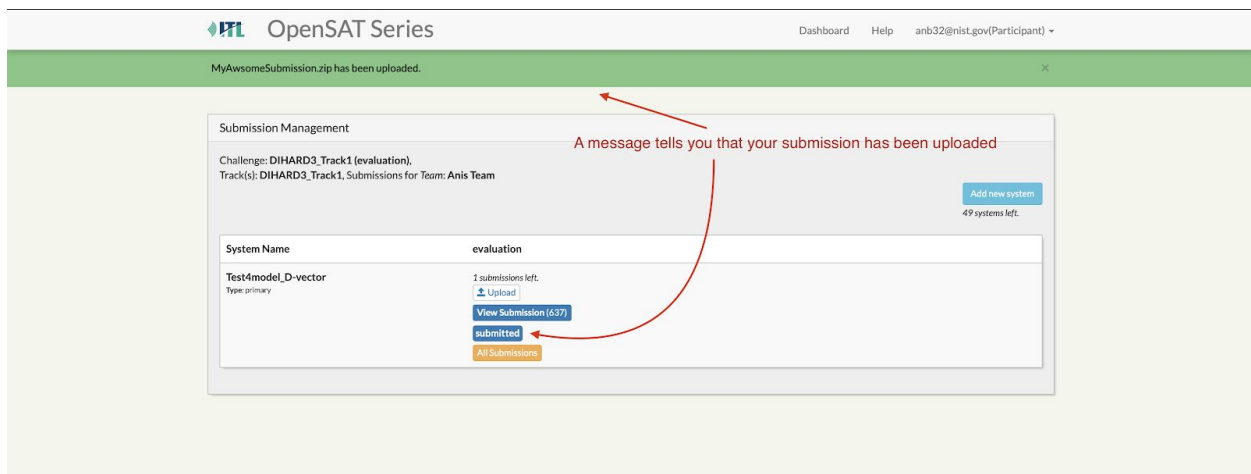 ITL OpenSAT Series Dashboard Help anb32@nist.gov(Participant)
MyAwsomeSubmission.zip has been uploaded. ×
Submission Management
A message tells you that your submission has been uploaded
Challenge: DIHARD3_Track1 (evaluation),
Track(s): DIHARD3_Track1, Submissions for Team: Anis Team
Add new system
49 systems left.
System Name evaluation
Test4model_D-vector 1 submissions left.
Type: primary Upload
View Submission (637)
submitted
All Submissions